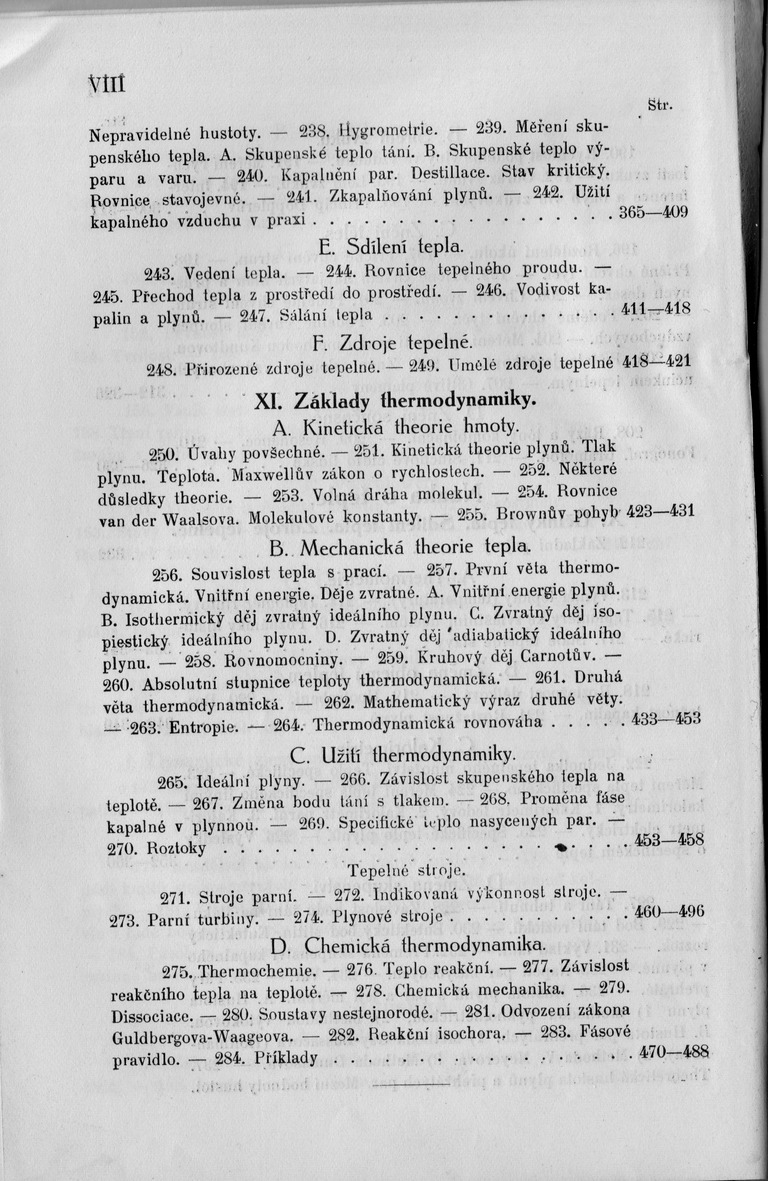 VIII
Str.
Nepravidelné hustoty. — 238. Hygrometrie. — 239. Měření sku-
penského tepla. A. Skupenské teplo tání. B. Skupenské teplo vý-
paru a varu. — 240. Kapalnění par. Destillace. Stav kritický.
Rovnice stavojevné. — 241. Zkapalňování plynů. — 242. Užití
kapalného vzduchu v praxi . . . . . . . . . . . . . . . . 365—409
E. Sdílení tepla.
243. Vedení tepla. — 244. Rovnice tepelného proudu. —
245. Přechod tepla z prostředí do prostředí. — 246. Vodivost ka-
palin a plynů. — 247. Sálání tepla . . . . . . . . . . . . . 411—418
F. Zdroje tepelné.
248. Přirozené zdroje tepelné. — 249. Umělé zdroje tepelné 418—421
XI. Základy thermodynamiky.
A. Kinetická theorie hmoty.
250. Úvahy povšechné. — 251. Kinetická theorie plynů. Tlak
plynu. Teplota. Maxwellův zákon o rychlostech. — 252. Některé
důsledky theorie. — 253. Volná dráha molekul. — 254. Rovnice
van der Waalsova. Molekulové konstanty. — 255. Brownův pohyb 423—431
B. Mechanická theorie tepla.
256. Souvislost tepla s prací. — 257. První věta thermo-
dynamická. Vnitřní energie. Děje zvratné. A. Vnitřní energie plynů.
B. Isothermický děj zvratný ideálního plynu. C. Zvratný děj iso-
piestický ideálního plynu. D. Zvratný děj adiabatický ideálního
plynu. — 258. Rovnomocniny. — 259. Kruhový děj Carnotův. —
260. Absolutní stupnice teploty thermodynamická. — 261. Druhá
věta thermodynamická. — 262. Mathematický výraz druhé věty.
— 263. Entropie. — 264. Thermodynamická rovnováha . . . . . 433—453
C. Užití thermodynamiky.
265. Ideální plyny. — 266. Závislost skupenského tepla na
teplotě. — 267. Změna bodu tání s tlakem. — 268. Proměna fáse
kapalné v plynnou. — 269. Specifické teplo nasycených par. —
270. Roztoky . . . . . . . . . . . . . . . . . . . . . . 453—458
Tepelné stroje.
271. Stroje parní. — 272. Indikovaná výkonnost stroje. —
273. Parní turbiny. — 274. Plynové stroje . . . . . . . . . . 460—496
D. Chemická thermodynamika.
275. Thermochemie. — 276. Teplo reakční. — 277. Závislost
reakčního tepla na teplotě. — 278. Chemická mechanika. — 279.
Dissociace. — 280. Soustavy nestejnorodé. — 281. Odvození zákona
Guldbergova-Waageova. — 282. Reakční isochora. — 283. Fásové
pravidlo. — 284. Příklady . . . . . . . . . . . . . . . . 470—488